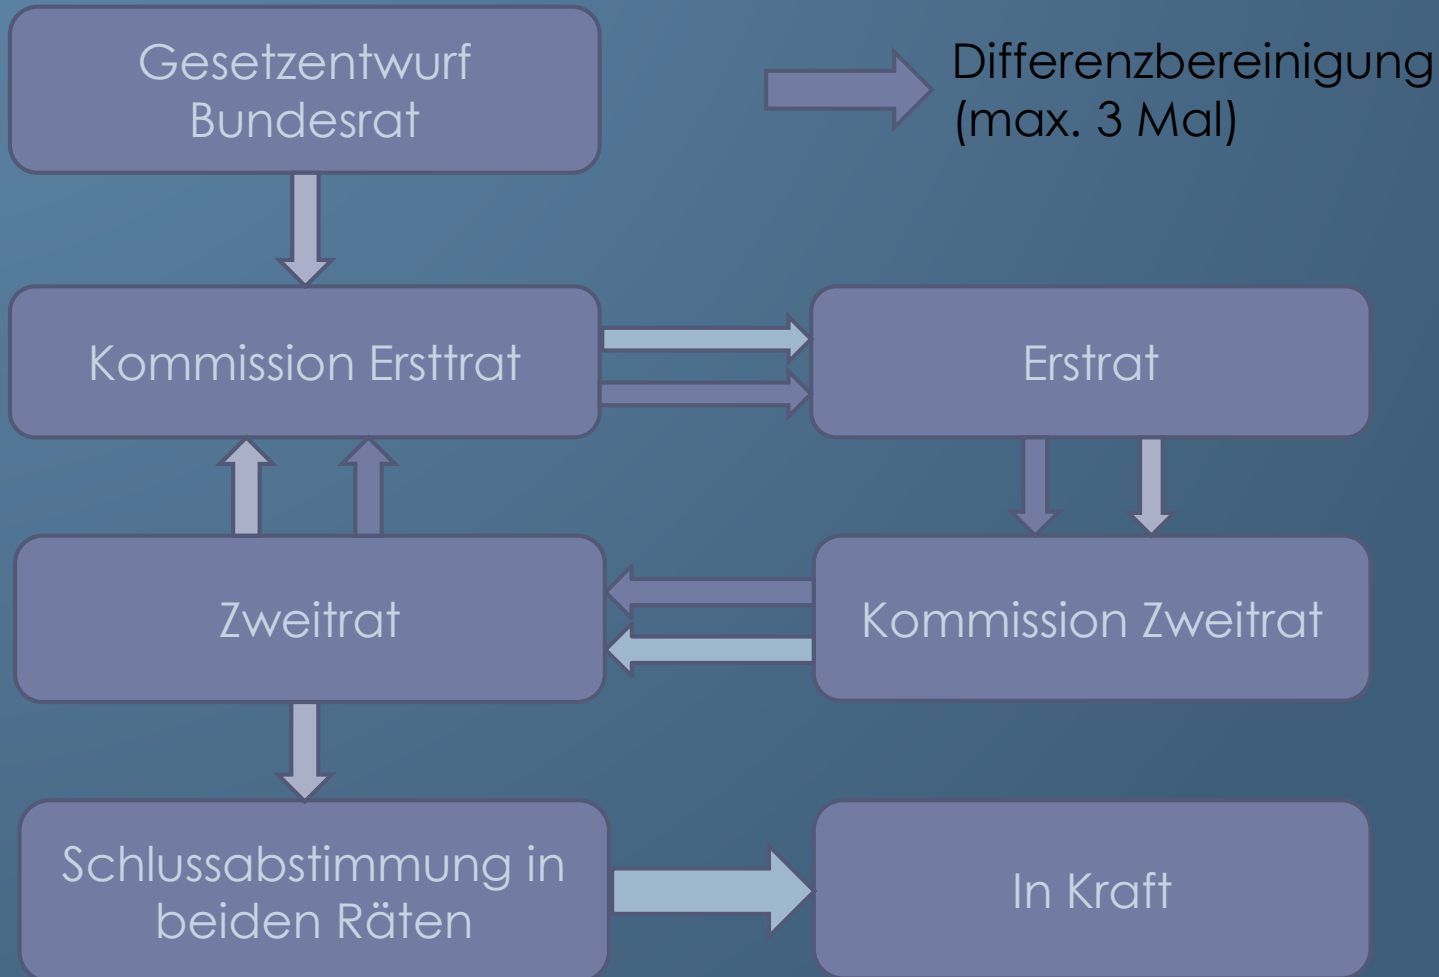 Gesetzentwurf
Bundesrat
Differenzbereinigung
(max. 3 Mal)
Kommission Ersttrat
Erstrat
Zweitrat
Kommission Zweitrat
Schlussabstimmung in
beiden Räten
In Kraft